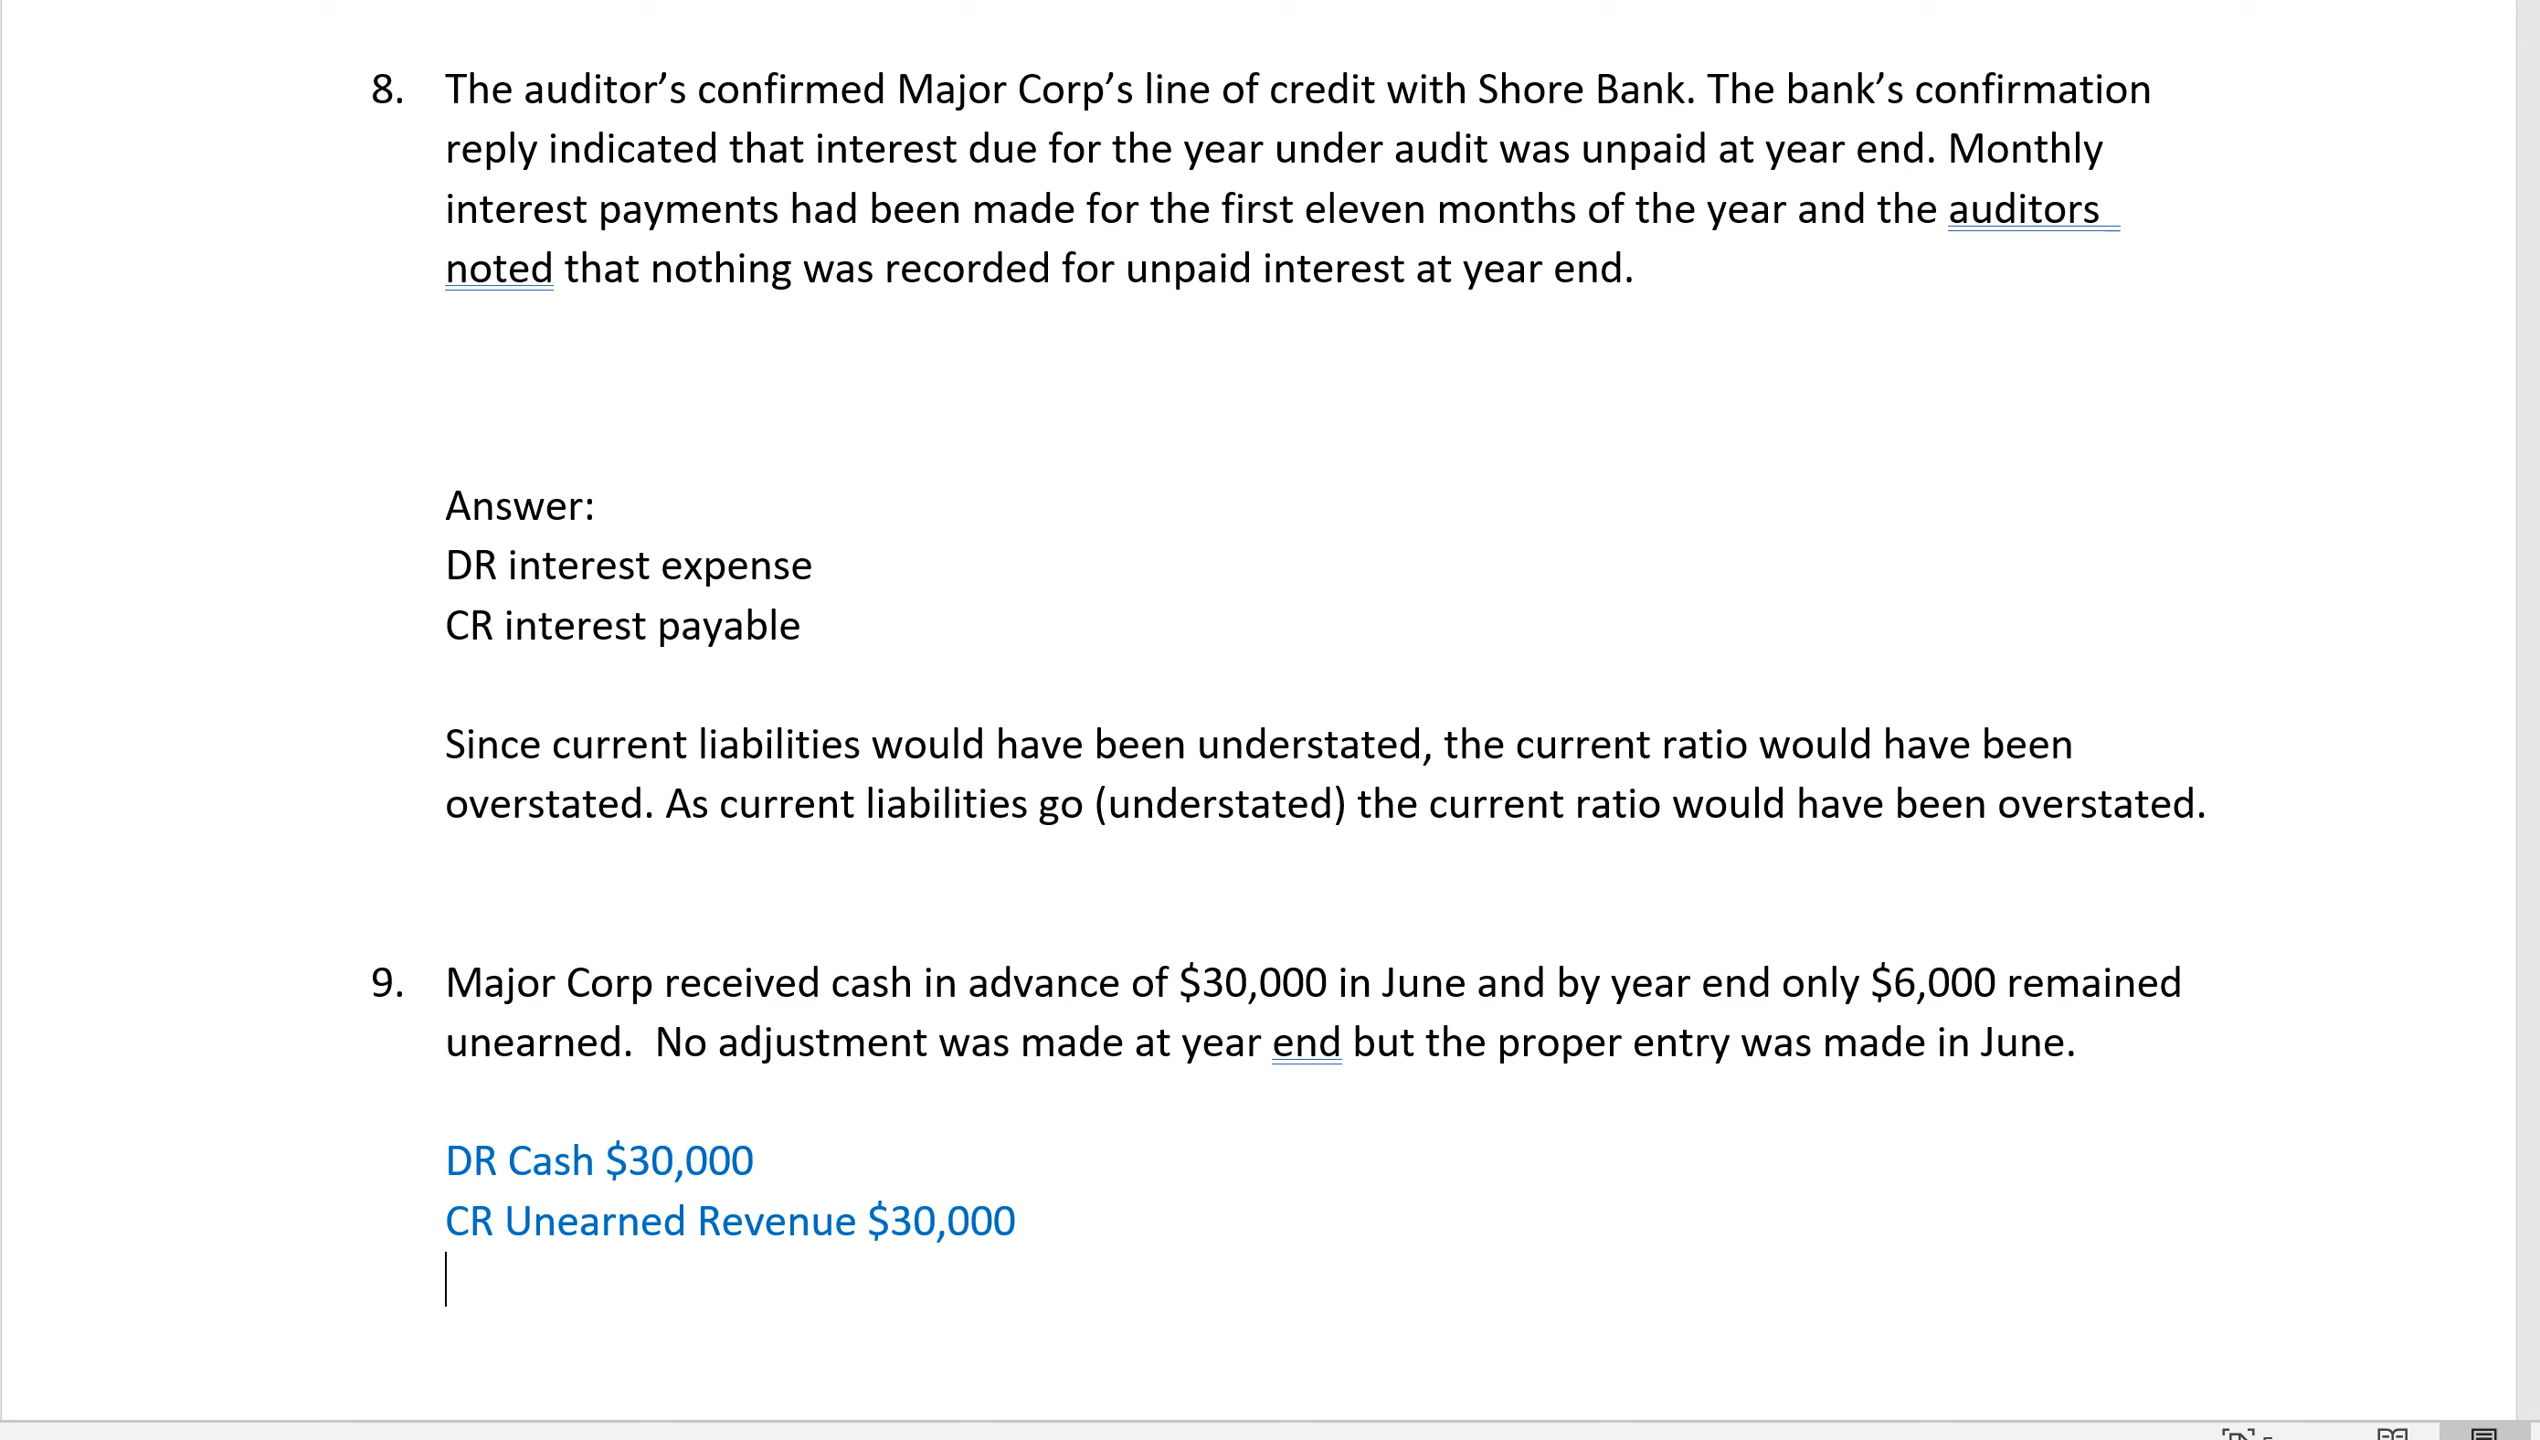 8. The auditor’s confirmed Major Corp’s line of credit with Shore Bank. The bank’s confirmation
reply indicated that interest due for the year under audit was unpaid at year end. Monthly
interest payments had been made for the first eleven months of the year and the auditors
noted that nothing was recorded for unpaid interest at year end.
Answer:
DR interest expense
CR interest payable
Since current liabilities would have been understated, the current ratio would have been
overstated. As current liabilities go (understated) the current ratio would have been overstated.
9. Major Corp received cash in advance of $30,000 in June and by year end only $6,000 remained
unearned.  No adjustment was made at year end but the proper entry was made in June.
DR Cash $30,000
CR Unearned Revenue $30,000